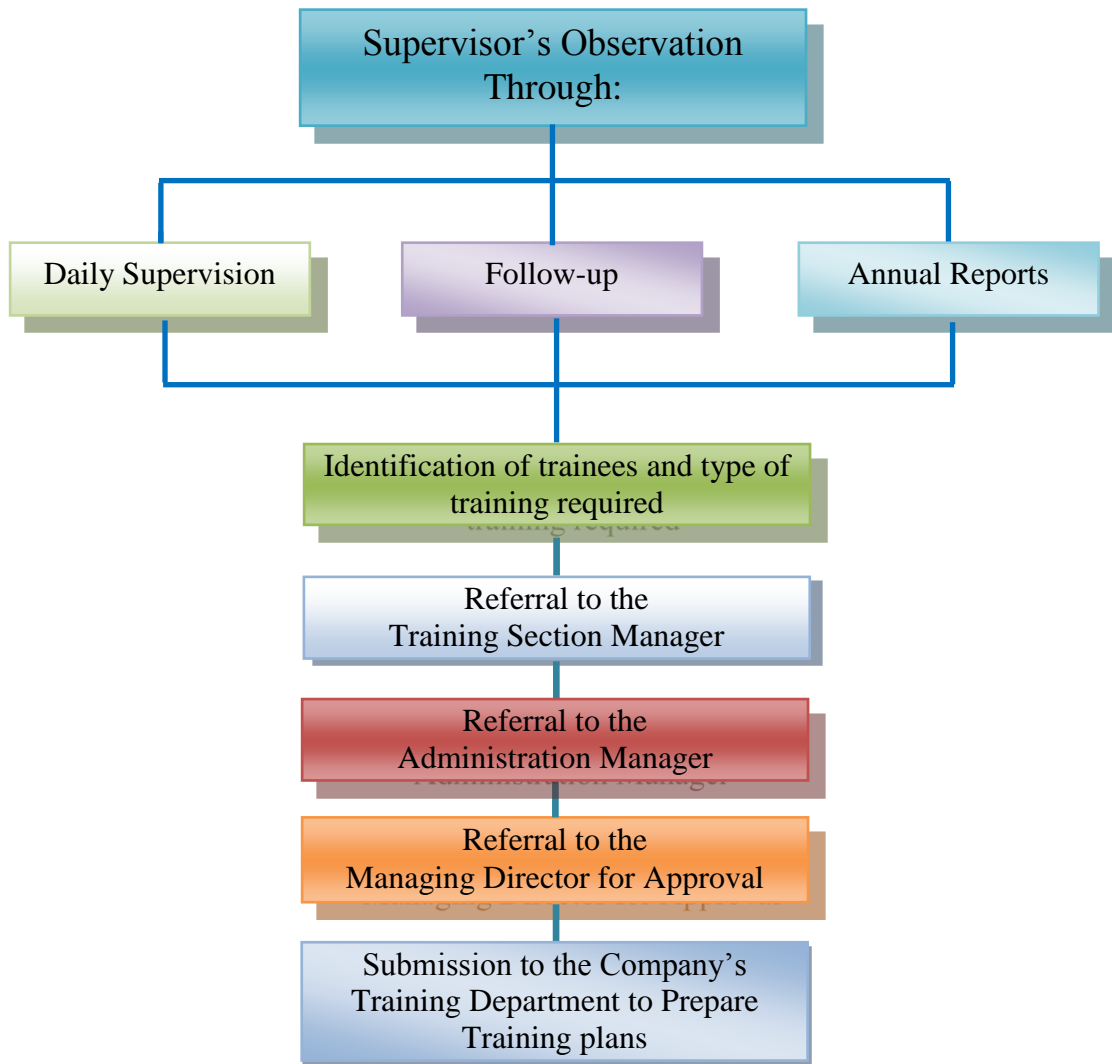 Supervisor’s Observation
Through:
Daily Supervision
Follow-up
Annual Reports
Identification of trainees and type of
training required
Referral to the
Training Section Manager
Referral to the
Administration Manager
Referral to the
Managing Director for Approval
Submission to the Company’s
Training Department to Prepare
Training plans